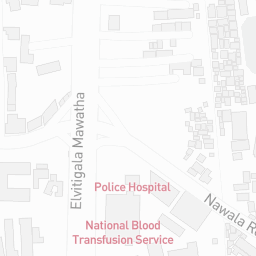 Elvitigala Mawatha
Police Hospital
Nawala
National Blood
Transfusion Service